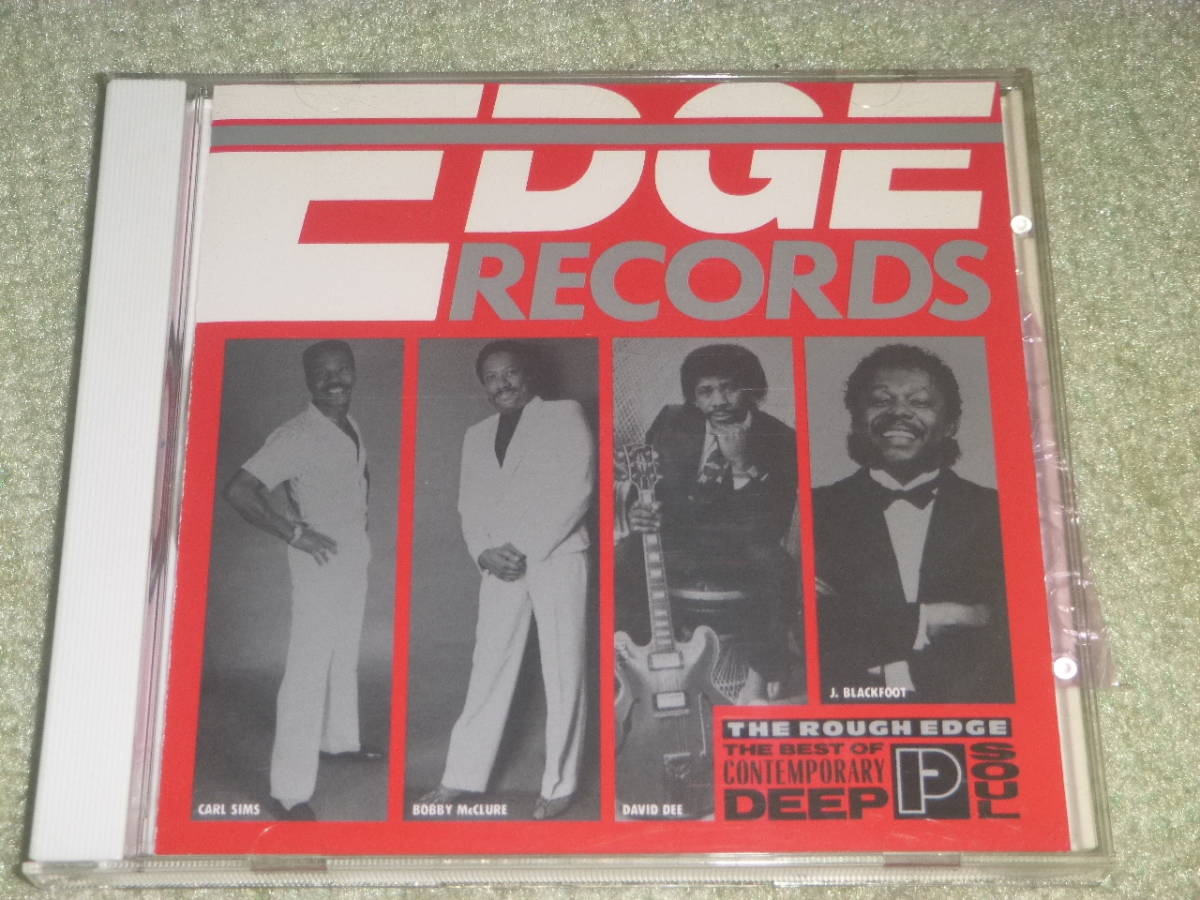 EDGE
RECORDS
CARL SIMS
BOBBY McCLURE
DAVID DEE
J. BLACKFOOT
THE ROUGH EDGE
THE BEST OF
CONTEMPORARY
DEEP
SOUL
P